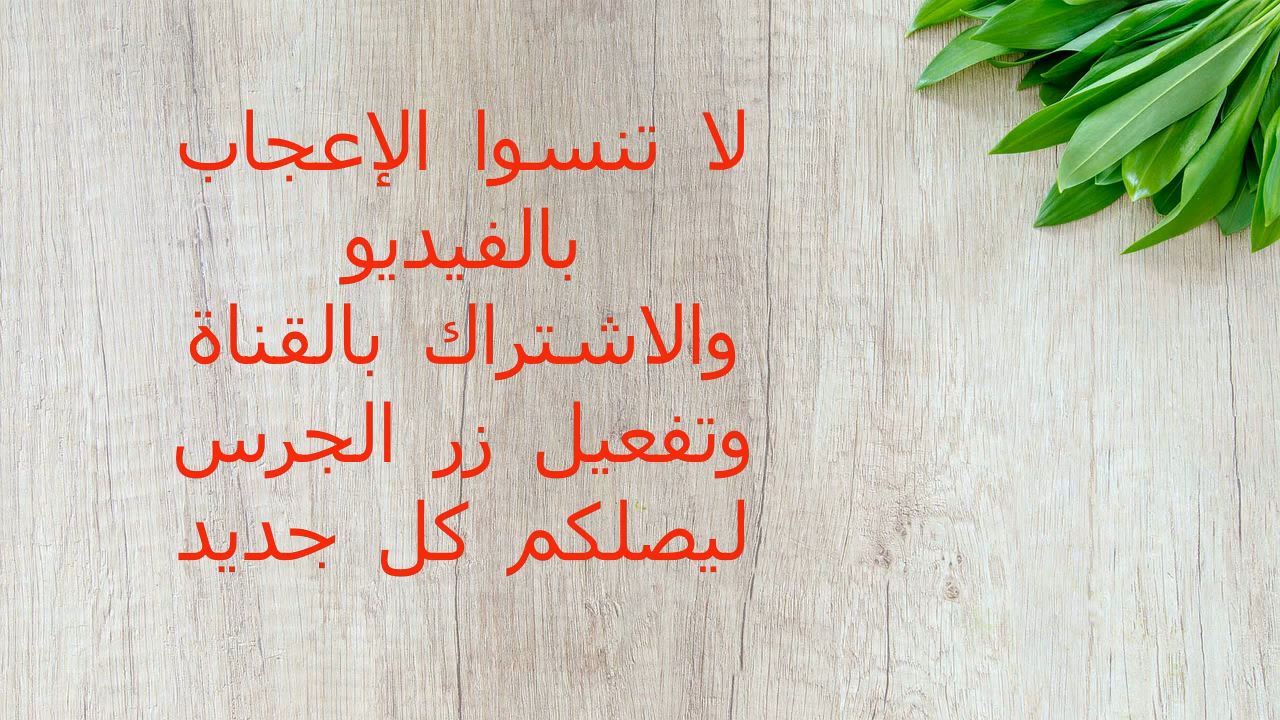 لا تنسوا الإعجاب
بالفيديو
والاشتراك بالقناة
وتفعيل زر الجرس
ليصلكم كل جديد